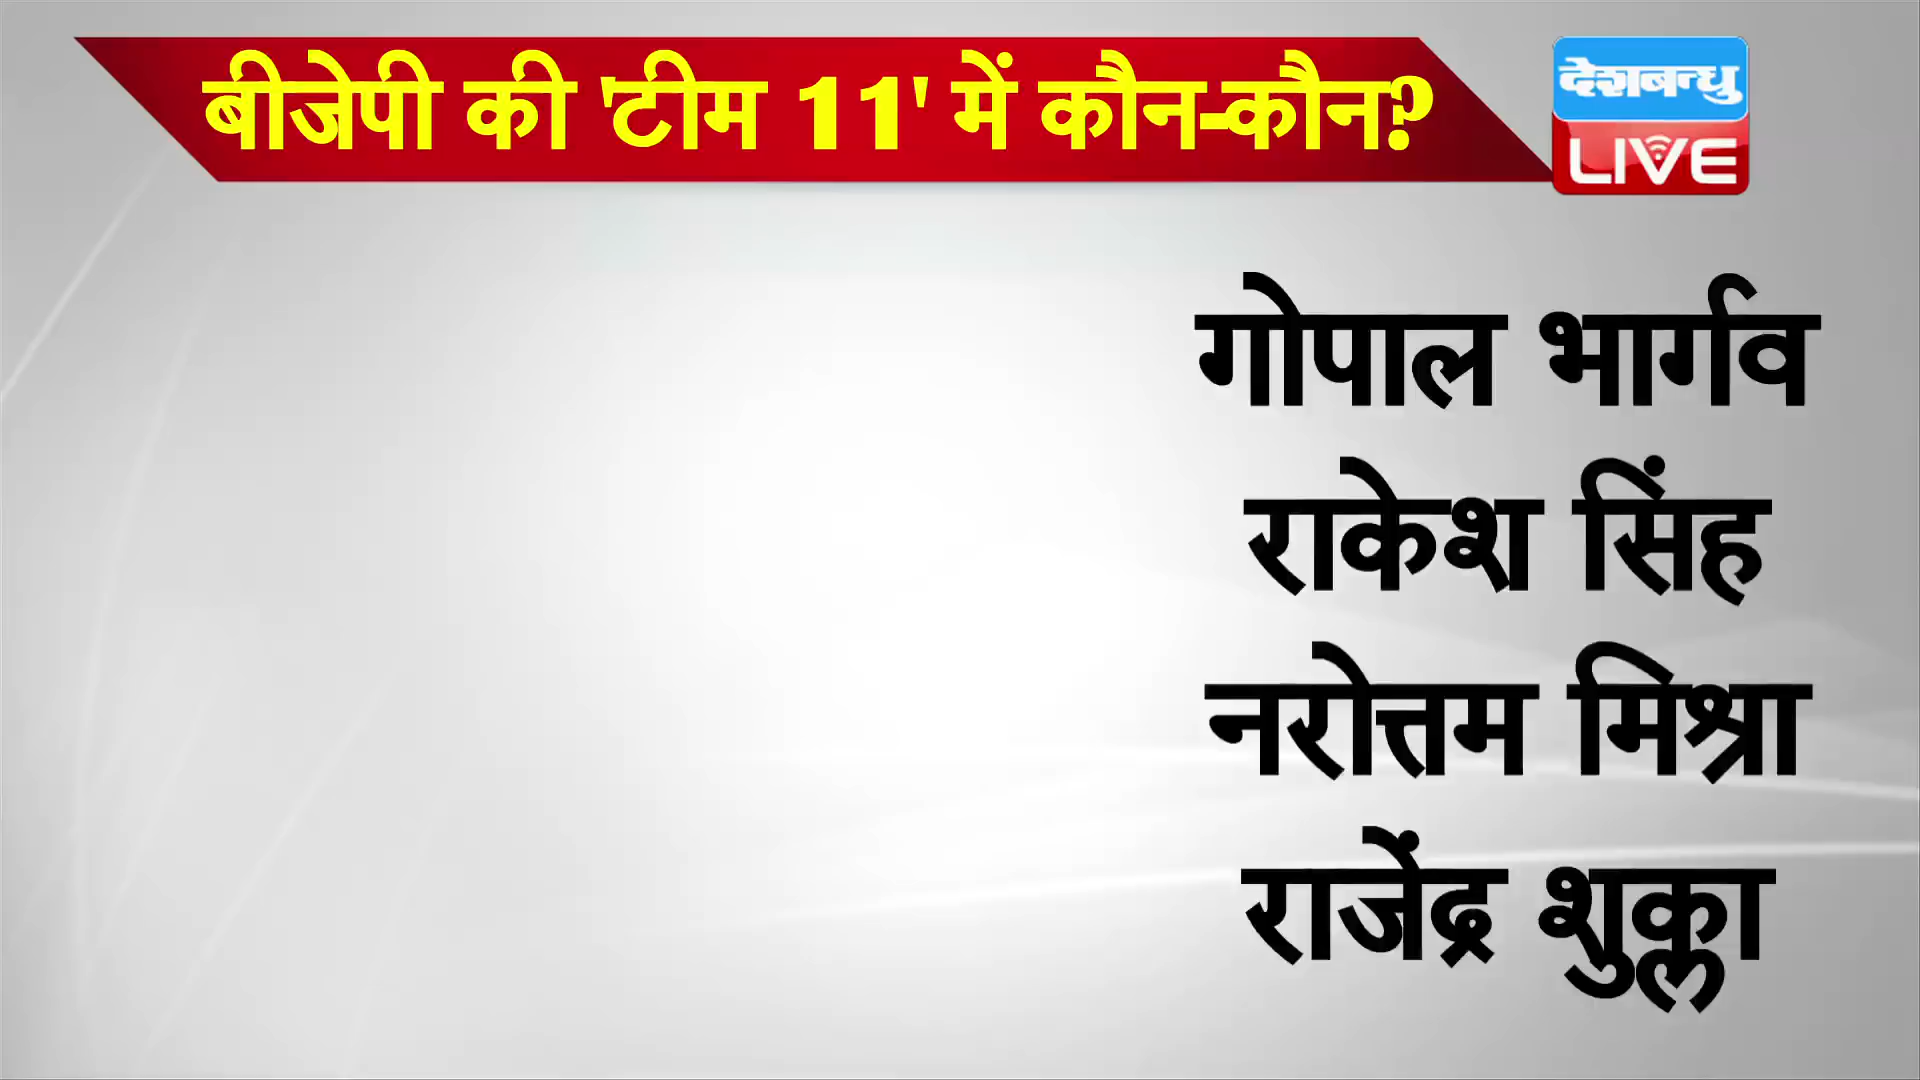 बीजेपी की 'टीम 11' में कौन-कौन?
देशबन्धु
LIVE
गोपाल भार्गव
राकेश सिंह
नरोत्तम मिश्रा
राजेंद्र शुक्ला